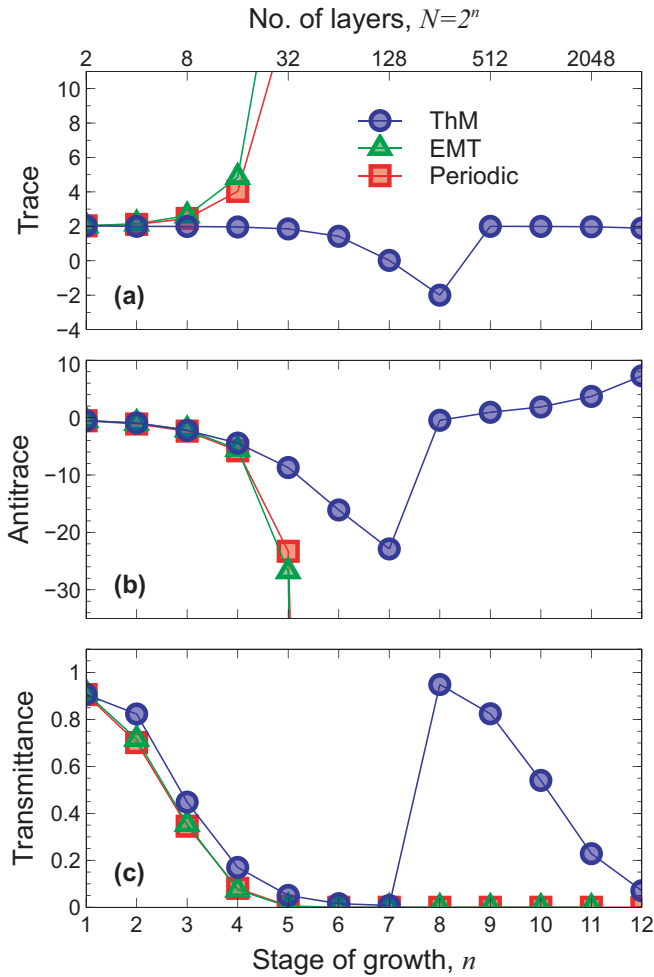 No. of layers, N=2ⁿ
2 8 32 128 512 2048
10
8
6
4
2
0
−2
−4
Trace
ThM
EMT
Periodic
(a)
10
0
−10
−20
−30
Antitrace
(b)
1
0.8
0.6
0.4
0.2
0
Transmittance
(c)
1 2 3 4 5 6 7 8 9 10 11 12
Stage of growth, n